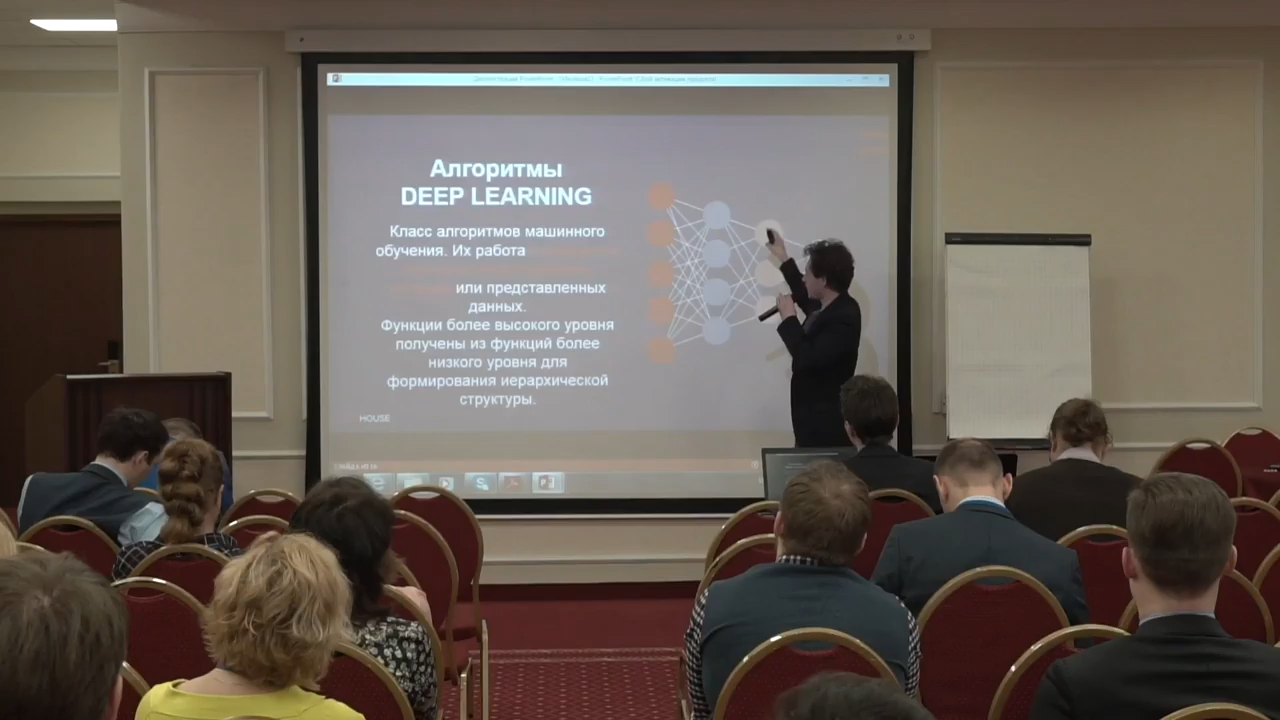 Алгоритмы
DEEP LEARNING
Класс алгоритмов машинного
обучения. Их работа
или представленных
данных.
Функции более высокого уровня
получены из функций более
низкого уровня для
формирования иерархической
структуры.
HOUSE